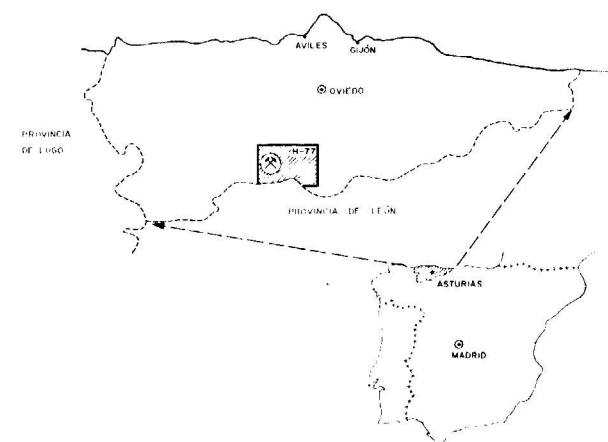 AVILES
GIJÓN
OVIEDO
PROVINCIA
DE LUGO
H-77
PROVINCIA DE LEÓN
ASTURIAS
MADRID